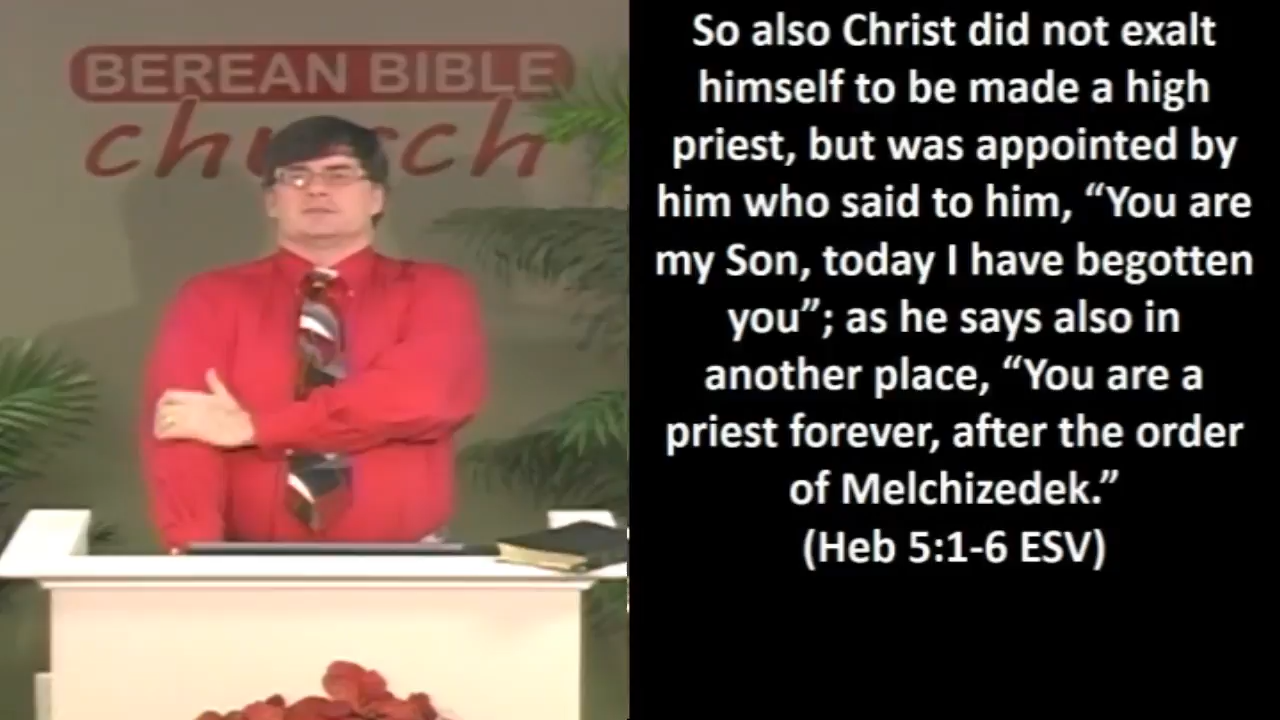 BEREAN BIBLE
church
So also Christ did not exalt
himself to be made a high
priest, but was appointed by
him who said to him, “You are
my Son, today I have begotten
you”; as he says also in
another place, “You are a
priest forever, after the order
of Melchizedek.”
(Heb 5:1-6 ESV)